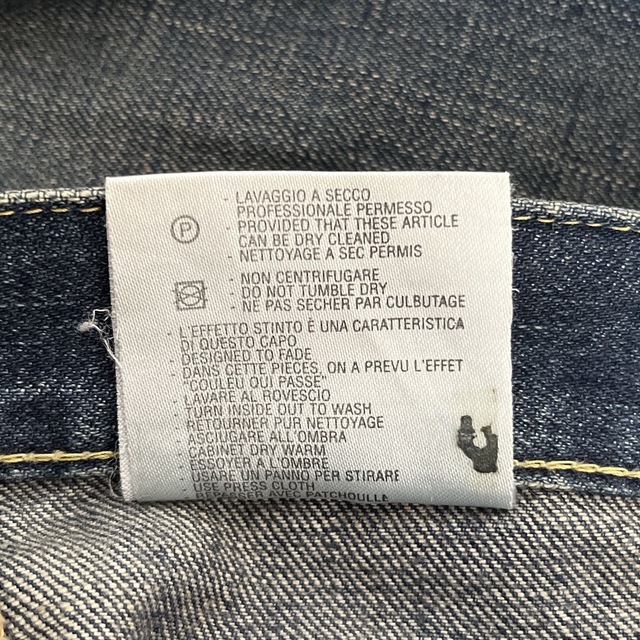 - LAVAGGIO A SECCO
PROFESSIONALE PERMESSO
P
- PROVIDED THAT THESE ARTICLE
CAN BE DRY CLEANED
- NETTOYAGE A SEC PERMIS
- NON CENTRIFUGARE
- DO NOT TUMBLE DRY
- NE PAS SECHER PAR CULBUTAGE
- L'EFFETTO STINTO È UNA CARATTERISTICA
DI QUESTO CAPO
- DESIGNED TO FADE
- DANS CETTE PIECES, ON A PREVU L'EFFET
"COULEU QUI PASSE"
- LAVARE AL ROVESCIO
- TURN INSIDE OUT TO WASH
RETOURNER PUR NETTOYAGE
- ASCIUGARE ALL'OMBRA
- CABINET DRY WARM
- ESSOYER A L'OMBRE
- USARE UN PANNO PER STIRARE
- USE PRESS CLOTH
- REPASSER AVEC PATCHOULLE